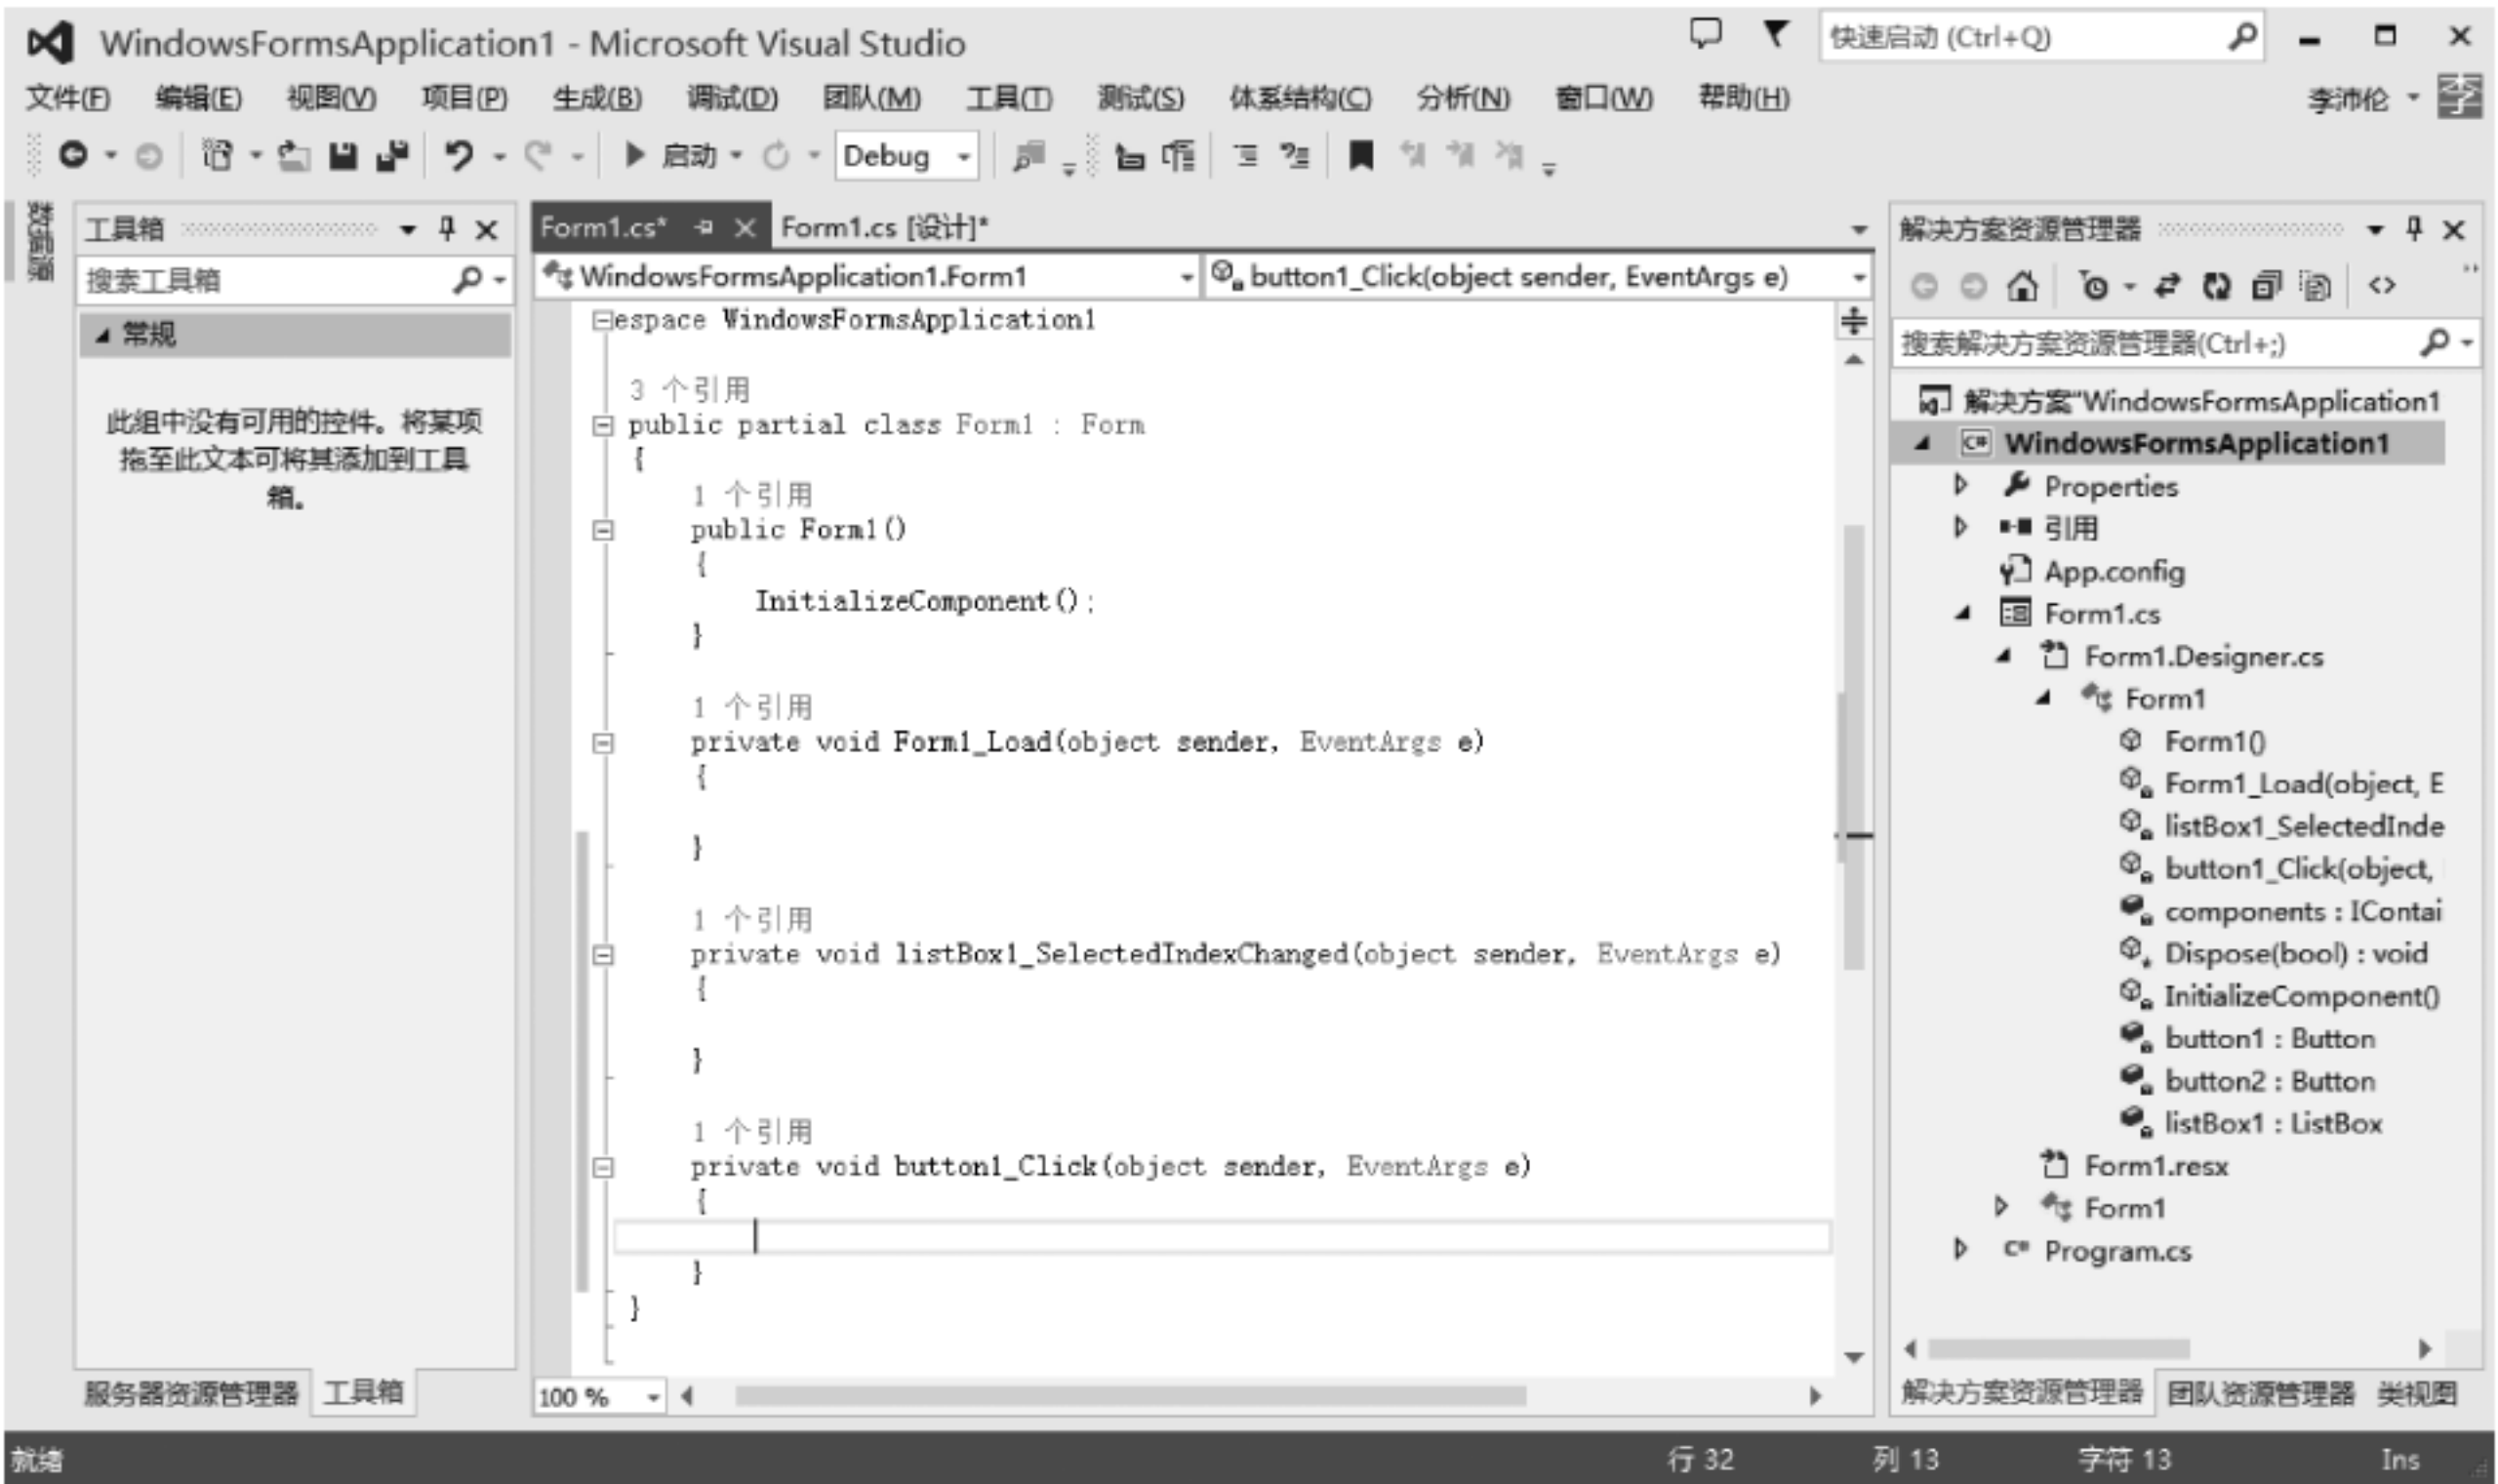 WindowsFormsApplication1 - Microsoft Visual Studio
快速启动 (Ctrl+Q)
文件(F) 编辑(E) 视图(V) 项目(P) 生成(B) 调试(D) 团队(M) 工具(T) 测试(S) 体系结构(C) 分析(N) 窗口(W) 帮助(H)
李沛伦
启动 Debug
工具箱
搜索工具箱
常规
此组中没有可用的控件。将某项
拖至此文本可将其添加到工具
箱。
服务器资源管理器 工具箱
Form1.cs* Form1.cs [设计]*
WindowsFormsApplication1.Form1 button1_Click(object sender, EventArgs e)
espace WindowsFormsApplication1
3 个引用
public partial class Form1 : Form
{
1 个引用
public Form1()
{
InitializeComponent();
}
1 个引用
private void Form1_Load(object sender, EventArgs e)
{
}
1 个引用
private void listBox1_SelectedIndexChanged(object sender, EventArgs e)
{
}
1 个引用
private void button1_Click(object sender, EventArgs e)
{
}
}
100 %
解决方案资源管理器
搜索解决方案资源管理器(Ctrl+;)
解决方案"WindowsFormsApplication1
C# WindowsFormsApplication1
Properties
引用
App.config
Form1.cs
Form1.Designer.cs
Form1
Form1()
Form1_Load(object, E
listBox1_SelectedInde
button1_Click(object,
components : IContai
Dispose(bool) : void
InitializeComponent()
button1 : Button
button2 : Button
listBox1 : ListBox
Form1.resx
Form1
C# Program.cs
解决方案资源管理器 团队资源管理器 类视图
就绪 行 32 列 13 字符 13 Ins